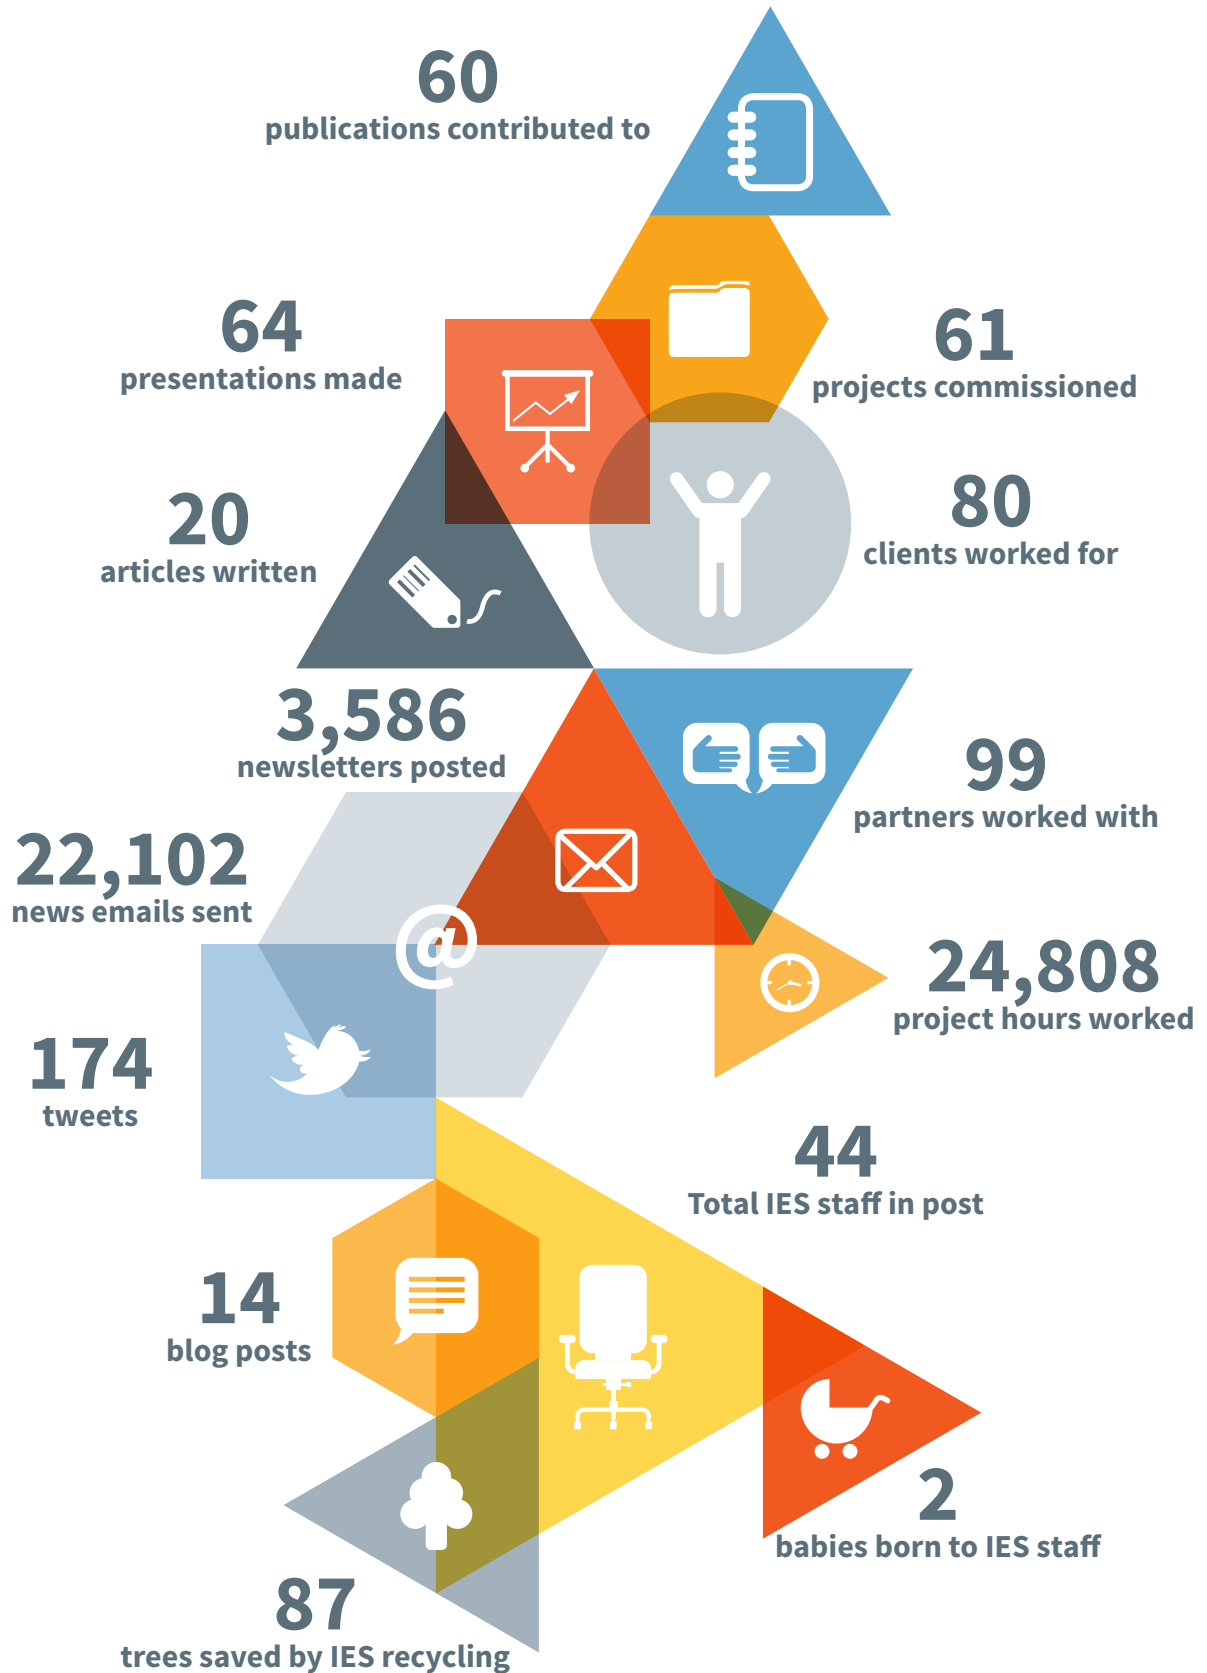 60
publications contributed to
64
presentations made
61
projects commissioned
20
articles written
80
clients worked for
3,586
newsletters posted
99
partners worked with
22,102
news emails sent
@
24,808
project hours worked
174
tweets
44
Total IES staff in post
14
blog posts
2
babies born to IES staff
87
trees saved by IES recycling